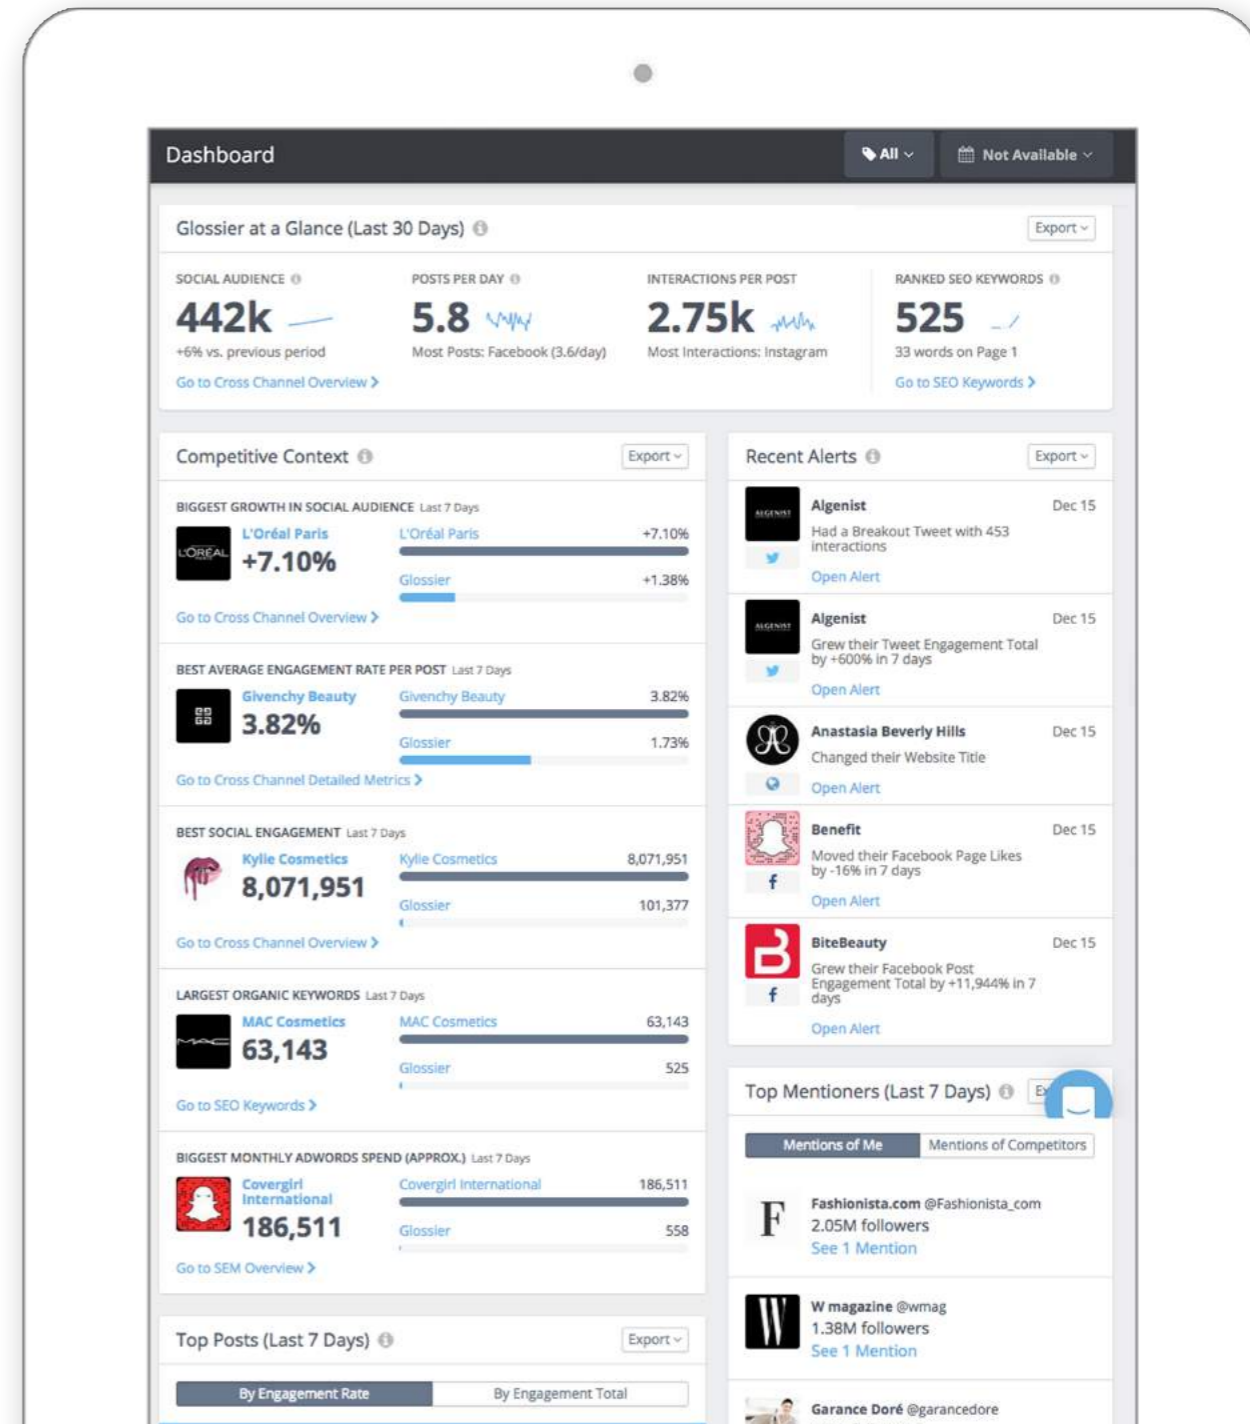 Dashboard
All
Not Available
Glossier at a Glance (Last 30 Days)
Export
SOCIAL AUDIENCE
442k
+6% vs. previous period
Go to Cross Channel Overview
POSTS PER DAY
5.8
Most Posts: Facebook (3.6/day)
INTERACTIONS PER POST
2.75k
Most Interactions: Instagram
RANKED SEO KEYWORDS
525
33 words on Page 1
Go to SEO Keywords
Competitive Context
Export
BIGGEST GROWTH IN SOCIAL AUDIENCE Last 7 Days
L'ORÉAL
PARIS
L'Oréal Paris
+7.10%
L'Oréal Paris +7.10%
Glossier +1.38%
Go to Cross Channel Overview
BEST AVERAGE ENGAGEMENT RATE PER POST Last 7 Days
Givenchy Beauty
3.82%
Givenchy Beauty 3.82%
Glossier 1.73%
Go to Cross Channel Detailed Metrics
BEST SOCIAL ENGAGEMENT Last 7 Days
Kylie Cosmetics
8,071,951
Kylie Cosmetics 8,071,951
Glossier 101,377
Go to Cross Channel Overview
LARGEST ORGANIC KEYWORDS Last 7 Days
MAC
MAC Cosmetics
63,143
MAC Cosmetics 63,143
Glossier 525
Go to SEO Keywords
BIGGEST MONTHLY ADWORDS SPEND (APPROX.) Last 7 Days
Covergirl
International
186,511
Covergirl International 186,511
Glossier 558
Go to SEM Overview
Top Posts (Last 7 Days)
Export
By Engagement Rate
By Engagement Total
Recent Alerts
Export
ALGENIST
Algenist Dec 15
Had a Breakout Tweet with 453
interactions
Open Alert
ALGENIST
Algenist Dec 15
Grew their Tweet Engagement Total
by +600% in 7 days
Open Alert
Anastasia Beverly Hills Dec 15
Changed their Website Title
Open Alert
Benefit Dec 15
Moved their Facebook Page Likes
by -16% in 7 days
Open Alert
B
BiteBeauty Dec 15
Grew their Facebook Post
Engagement Total by +11,944% in 7
days
Open Alert
Top Mentioners (Last 7 Days)
Mentions of Me
Mentions of Competitors
F
Fashionista.com @Fashionista_com
2.05M followers
See 1 Mention
W
W magazine @wmag
1.38M followers
See 1 Mention
Garance Doré @garancedore